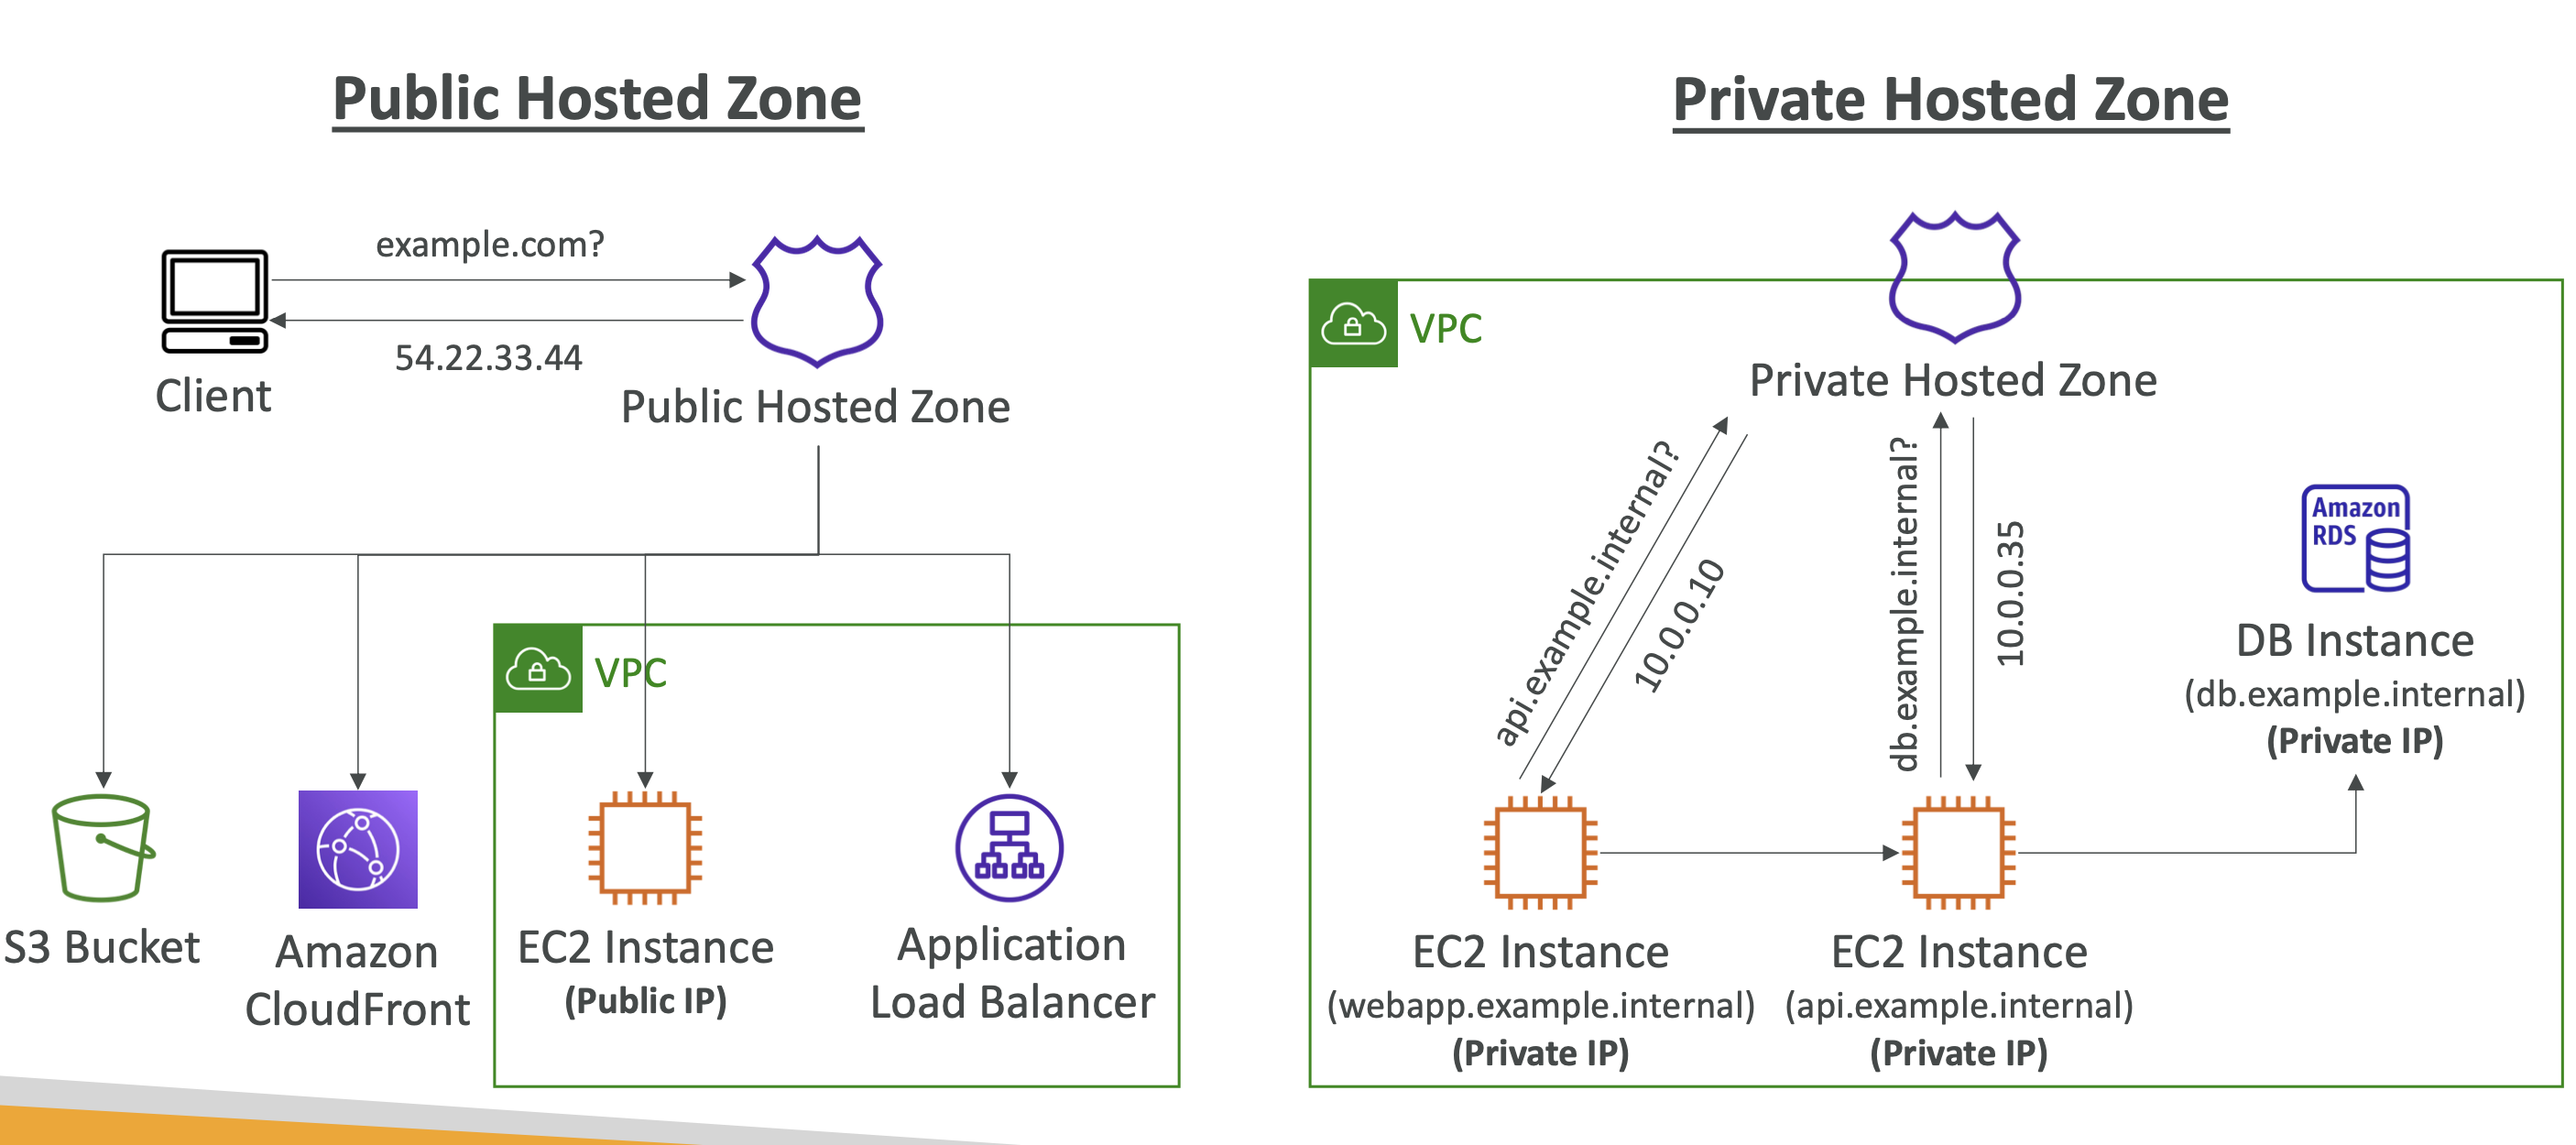 Public Hosted Zone
example.com?
54.22.33.44
Client
Public Hosted Zone
VPC
S3 Bucket
Amazon
CloudFront
EC2 Instance
(Public IP)
Application
Load Balancer
Private Hosted Zone
VPC
Private Hosted Zone
api.example.internal?
10.0.0.10
db.example.internal?
10.0.0.35
Amazon
RDS
DB Instance
(db.example.internal)
(Private IP)
EC2 Instance
(webapp.example.internal)
(Private IP)
EC2 Instance
(api.example.internal)
(Private IP)